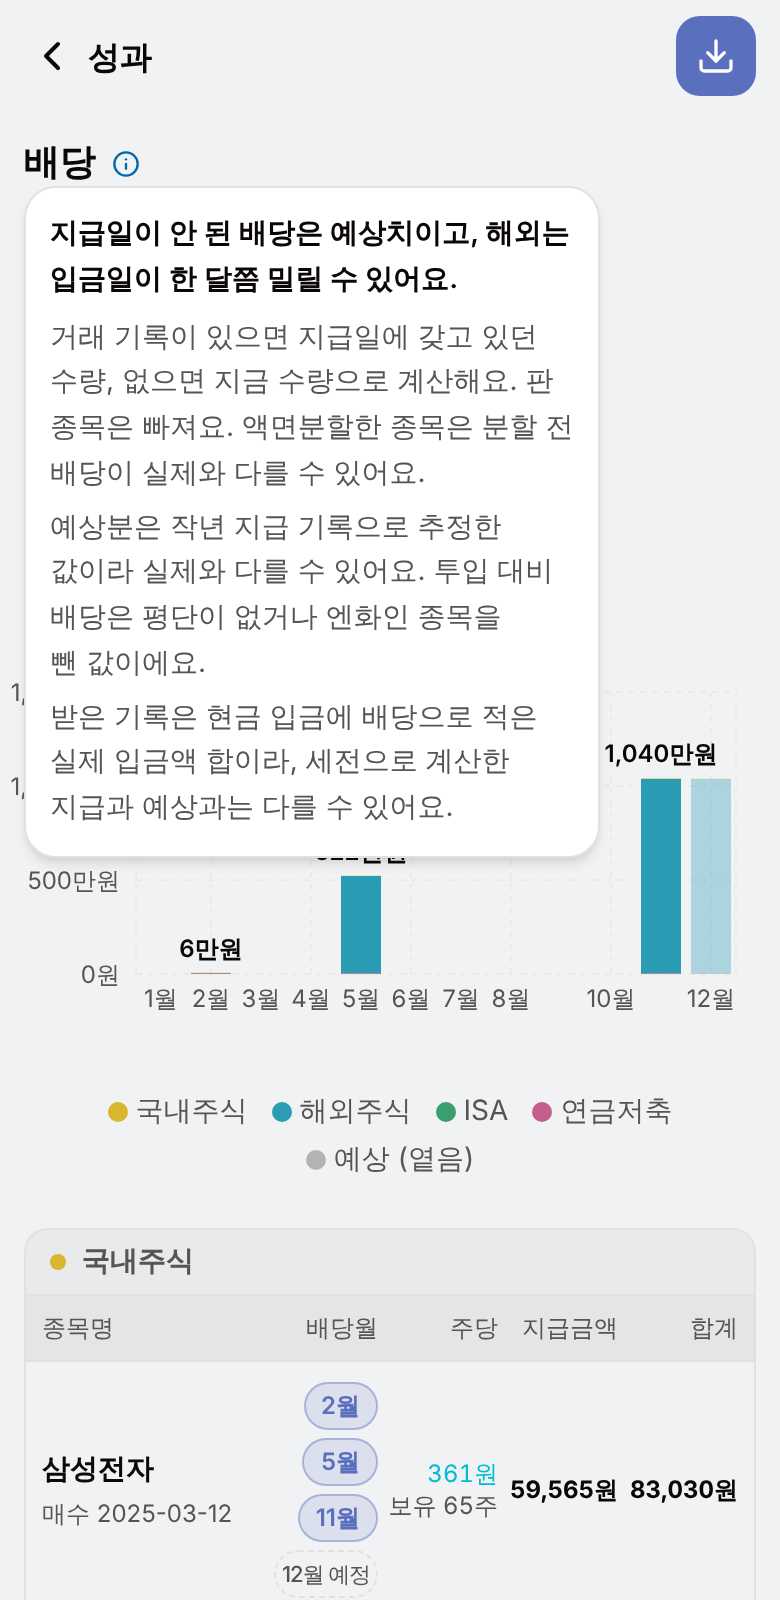 성과
배당
지급일이 안 된 배당은 예상치이고, 해외는
입금일이 한 달쯤 밀릴 수 있어요.
거래 기록이 있으면 지급일에 갖고 있던
수량, 없으면 지금 수량으로 계산해요. 판
종목은 빠져요. 액면분할한 종목은 분할 전
배당이 실제와 다를 수 있어요.
예상분은 작년 지급 기록으로 추정한
값이라 실제와 다를 수 있어요. 투입 대비
배당은 평단이 없거나 엔화인 종목을
뺀 값이에요.
받은 기록은 현금 입금에 배당으로 적은
실제 입금액 합이라, 세전으로 계산한
지급과 예상과는 다를 수 있어요.
1,
1,040만원
1,
500만원
6만원
0원
1월 2월 3월 4월 5월 6월 7월 8월 10월 12월
국내주식 해외주식 ISA 연금저축
예상 (옅음)
국내주식
종목명 배당월 주당 지급금액 합계
2월
삼성전자 5월 361원 59,565원 83,030원
매수 2025-03-12 11월 보유 65주
12월 예정